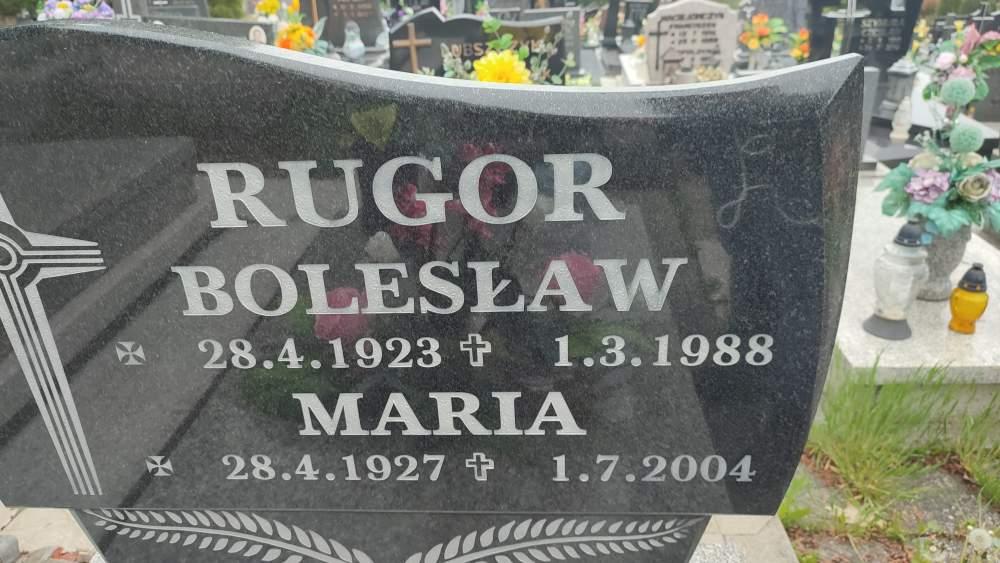 RUGOR
BOLESŁAW
✠ 28.4.1923 ✝ 1.3.1988
MARIA
✠ 28.4.1927 ✝ 1.7.2004